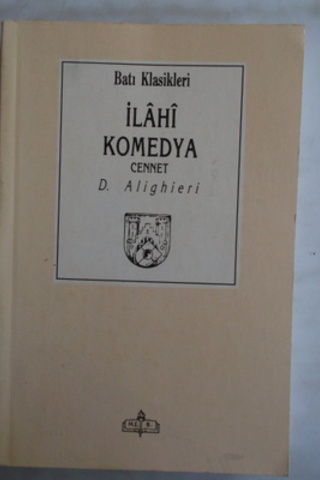 Batı Klasikleri
İLÂHÎ
KOMEDYA
CENNET
D. Alighieri
M.E. B.